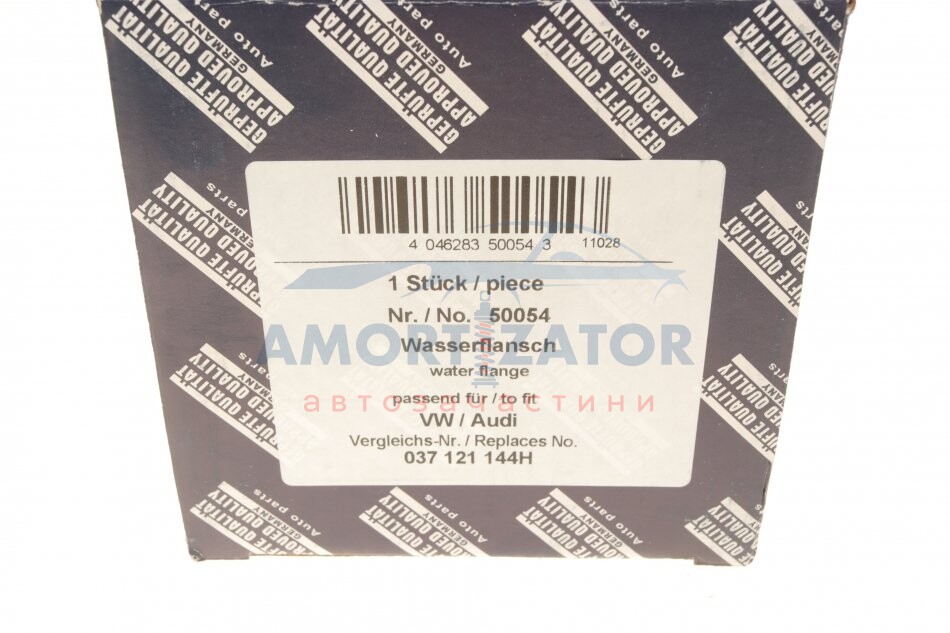 GEPRÜFTE QUALITÄT
APPROVED QUALITY
GERMANY
Auto parts
4 046283 50054 3 11028
1 Stück / piece
Nr. / No. 50054
Wasserflansch
water flange
passend für / to fit
VW / Audi
Vergleichs-Nr. / Replaces No.
037 121 144H
AMORTIZATOR
автозапчастини